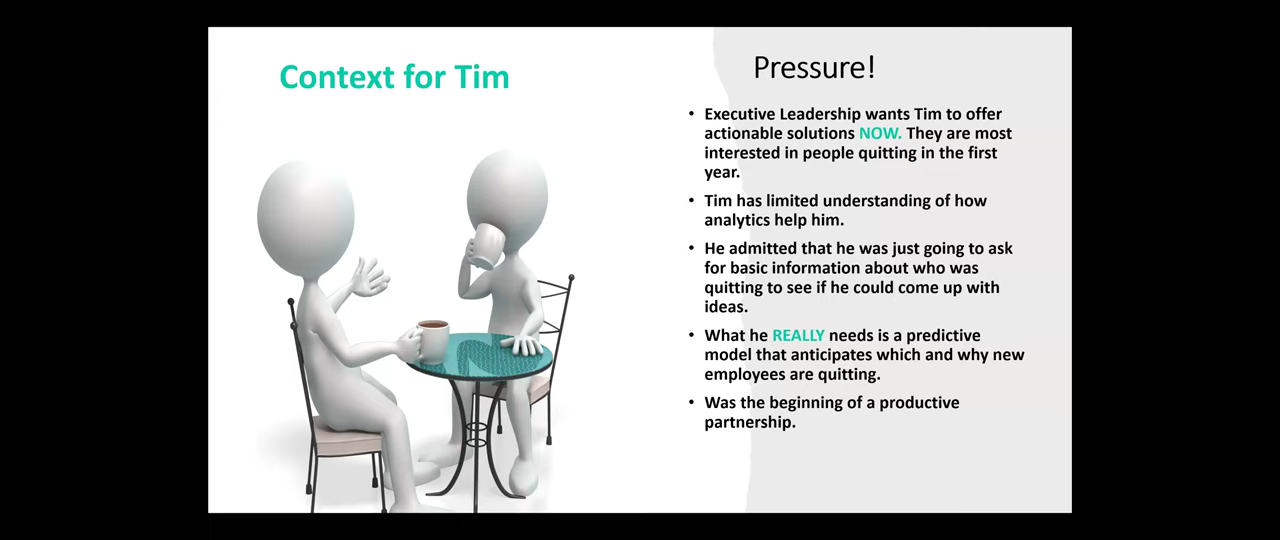 Context for Tim
Pressure!
• Executive Leadership wants Tim to offer
actionable solutions NOW. They are most
interested in people quitting in the first
year.
• Tim has limited understanding of how
analytics help him.
• He admitted that he was just going to ask
for basic information about who was
quitting to see if he could come up with
ideas.
• What he REALLY needs is a predictive
model that anticipates which and why new
employees are quitting.
• Was the beginning of a productive
partnership.